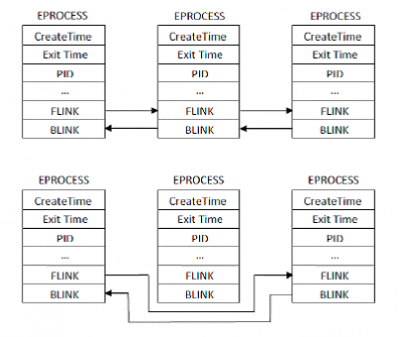 EPROCESS EPROCESS EPROCESS
CreateTime CreateTime CreateTime
Exit Time Exit Time Exit Time
PID PID PID
... ... ...
FLINK FLINK FLINK
BLINK BLINK BLINK
EPROCESS EPROCESS EPROCESS
CreateTime CreateTime CreateTime
Exit Time Exit Time Exit Time
PID PID PID
... ... ...
FLINK FLINK FLINK
BLINK BLINK BLINK